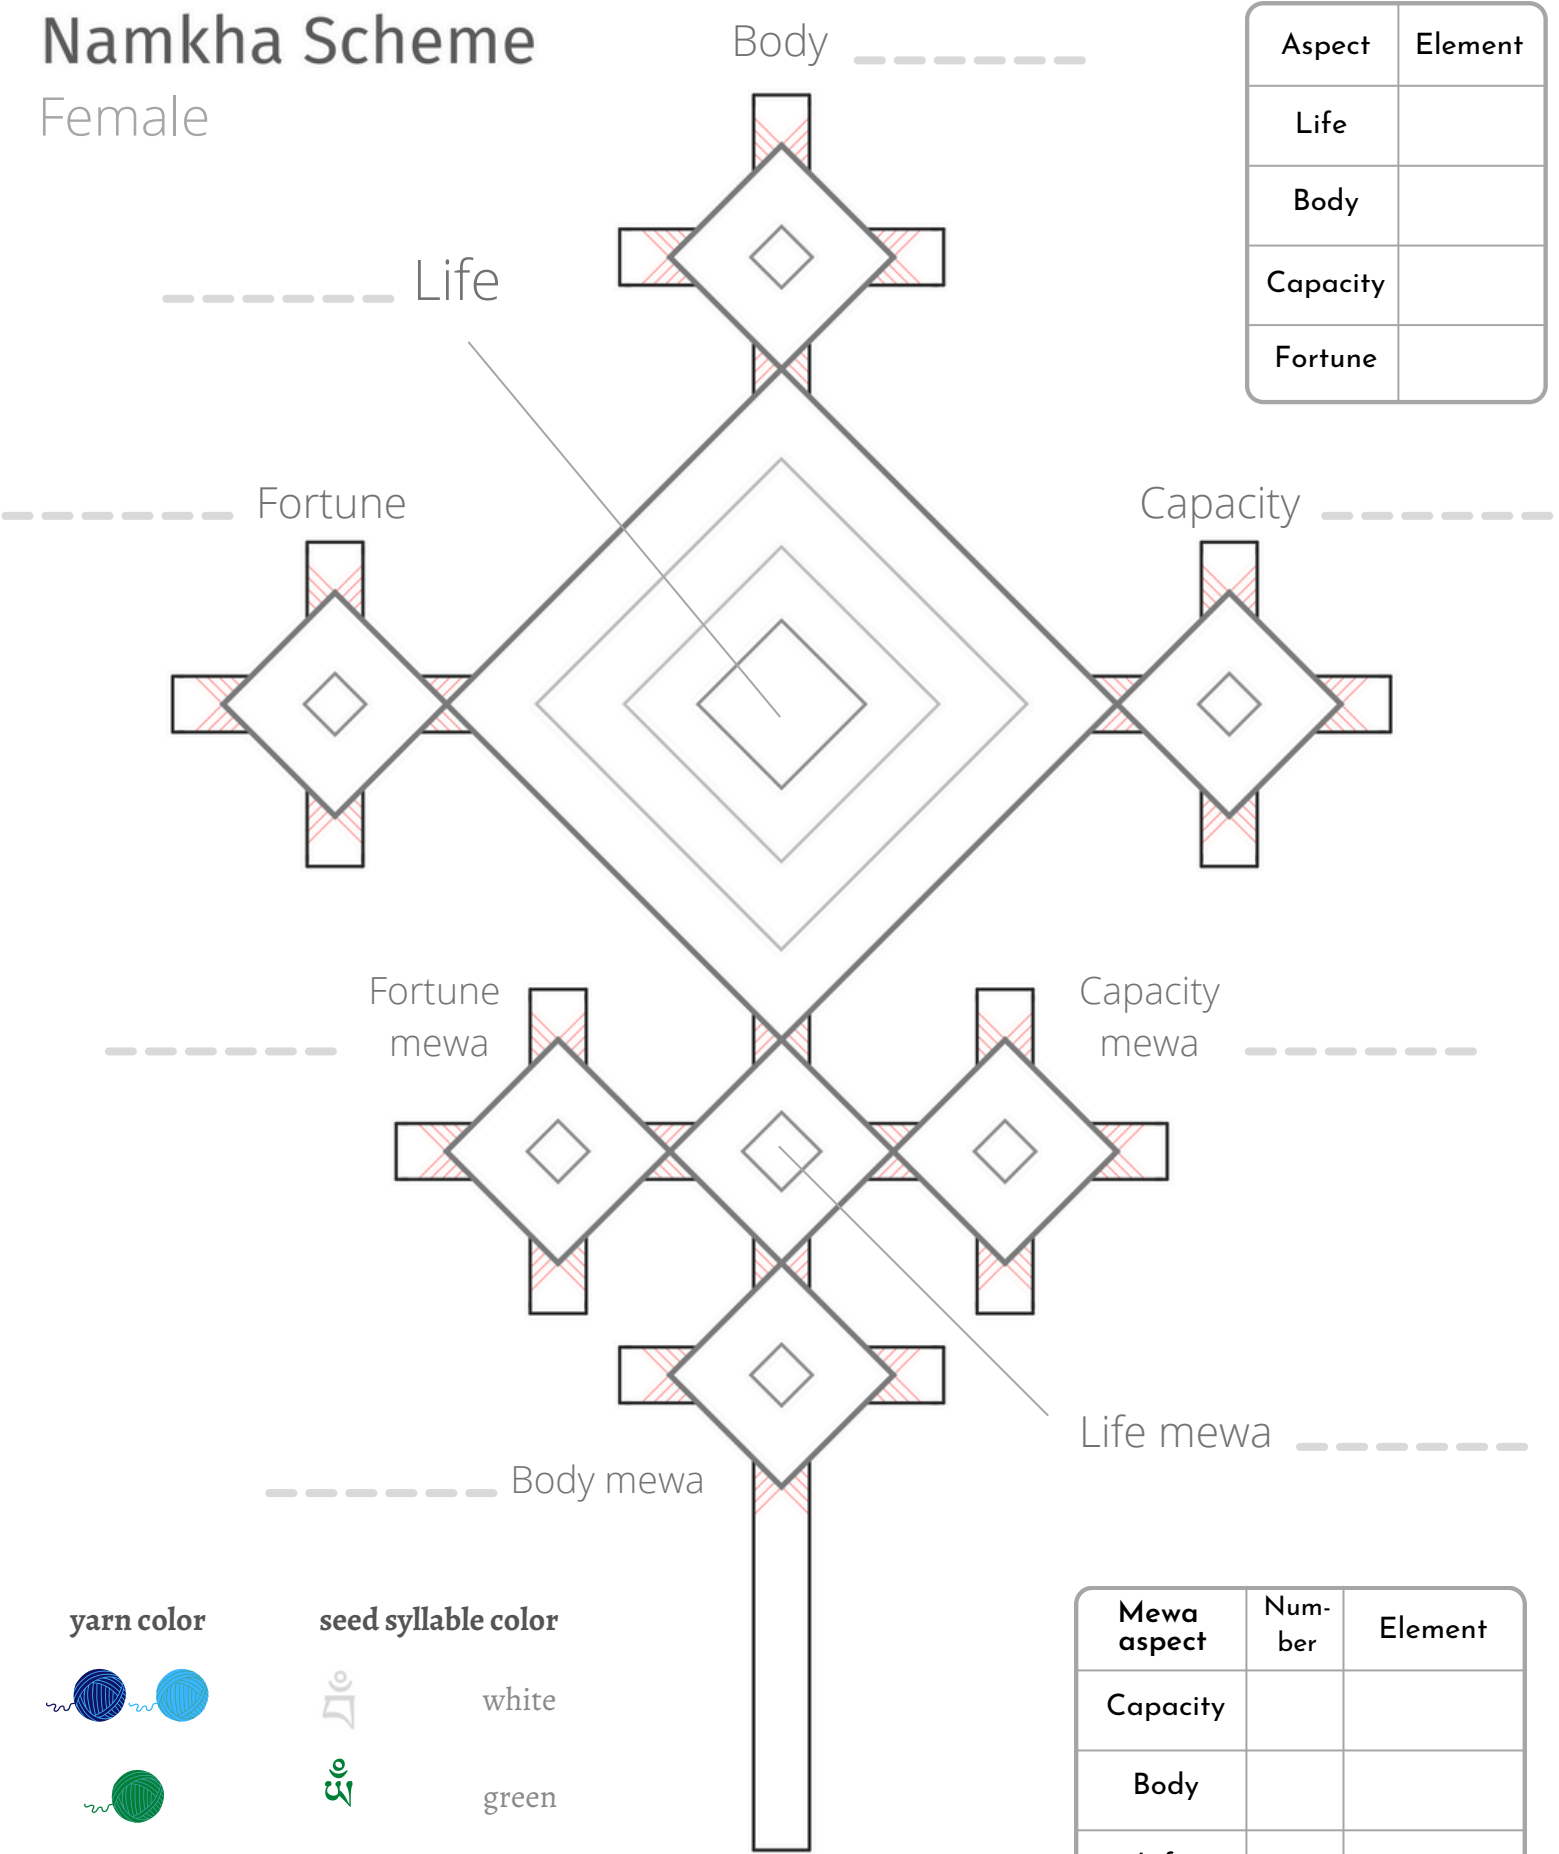 Namkha Scheme
Female
Body
Aspect Element
Life
Body
Capacity
Fortune
Life
Fortune
Capacity
Fortune
mewa
Capacity
mewa
Life mewa
Body mewa
yarn color
seed syllable color
white
ཨཱོཾ green
Mewa
aspect
Num-
ber
Element
Capacity
Body